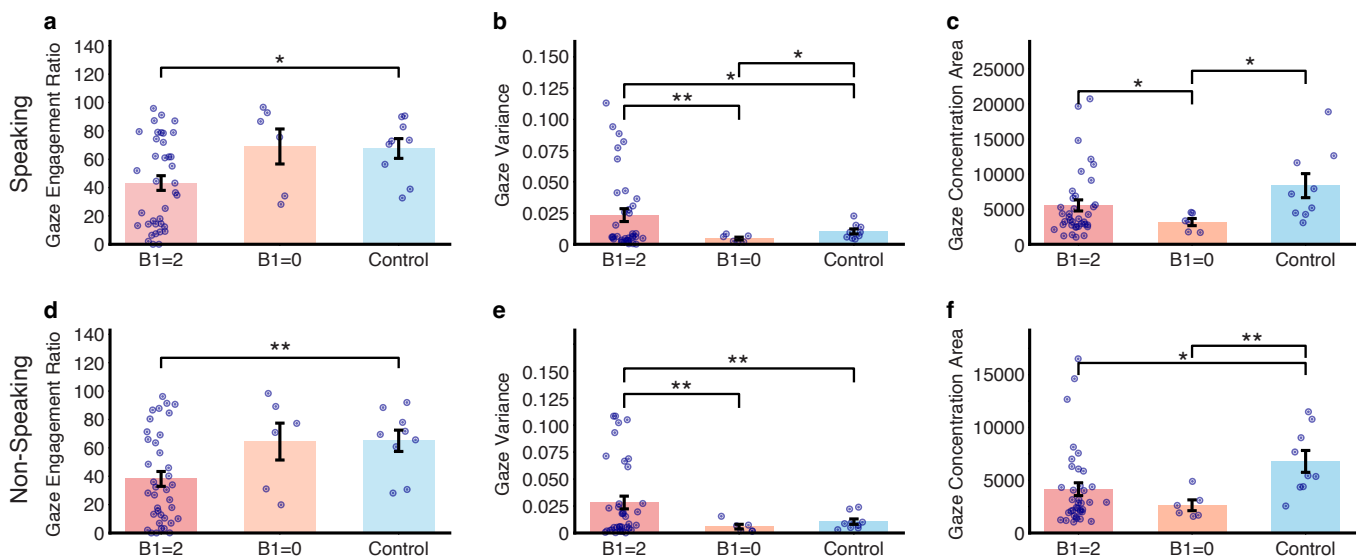 a
b
c
Speaking
Gaze Engagement Ratio
140
120
100
80
60
40
20
0
*
B1=2 B1=0 Control
Gaze Variance
0.150
0.125
0.100
0.075
0.050
0.025
0
*
*
**
B1=2 B1=0 Control
Gaze Concentration Area
25000
20000
15000
10000
5000
0
*
*
B1=2 B1=0 Control
d
e
f
Non-Speaking
Gaze Engagement Ratio
140
120
100
80
60
40
20
0
**
B1=2 B1=0 Control
Gaze Variance
0.150
0.125
0.100
0.075
0.050
0.025
0
**
**
B1=2 B1=0 Control
Gaze Concentration Area
15000
10000
5000
0
**
*
B1=2 B1=0 Control